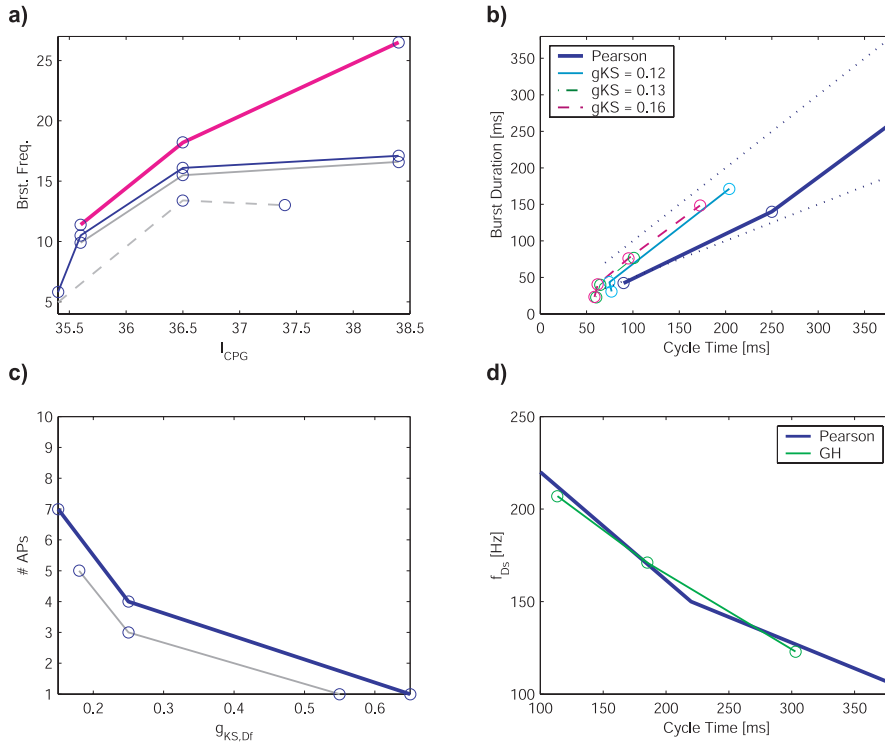 a)
25
20
15
10
5
35.5 36 36.5 37 37.5 38 38.5
Brst. Freq.
I_CPG
b)
Pearson
gKS = 0.12
gKS = 0.13
gKS = 0.16
350
300
250
200
150
100
50
0
0 50 100 150 200 250 300 350
Burst Duration [ms]
Cycle Time [ms]
c)
10
9
8
7
6
5
4
3
2
1
0.2 0.3 0.4 0.5 0.6
# APs
g_KS,Df
d)
Pearson
GH
250
200
150
100
100 150 200 250 300 350
f_Ds [Hz]
Cycle Time [ms]